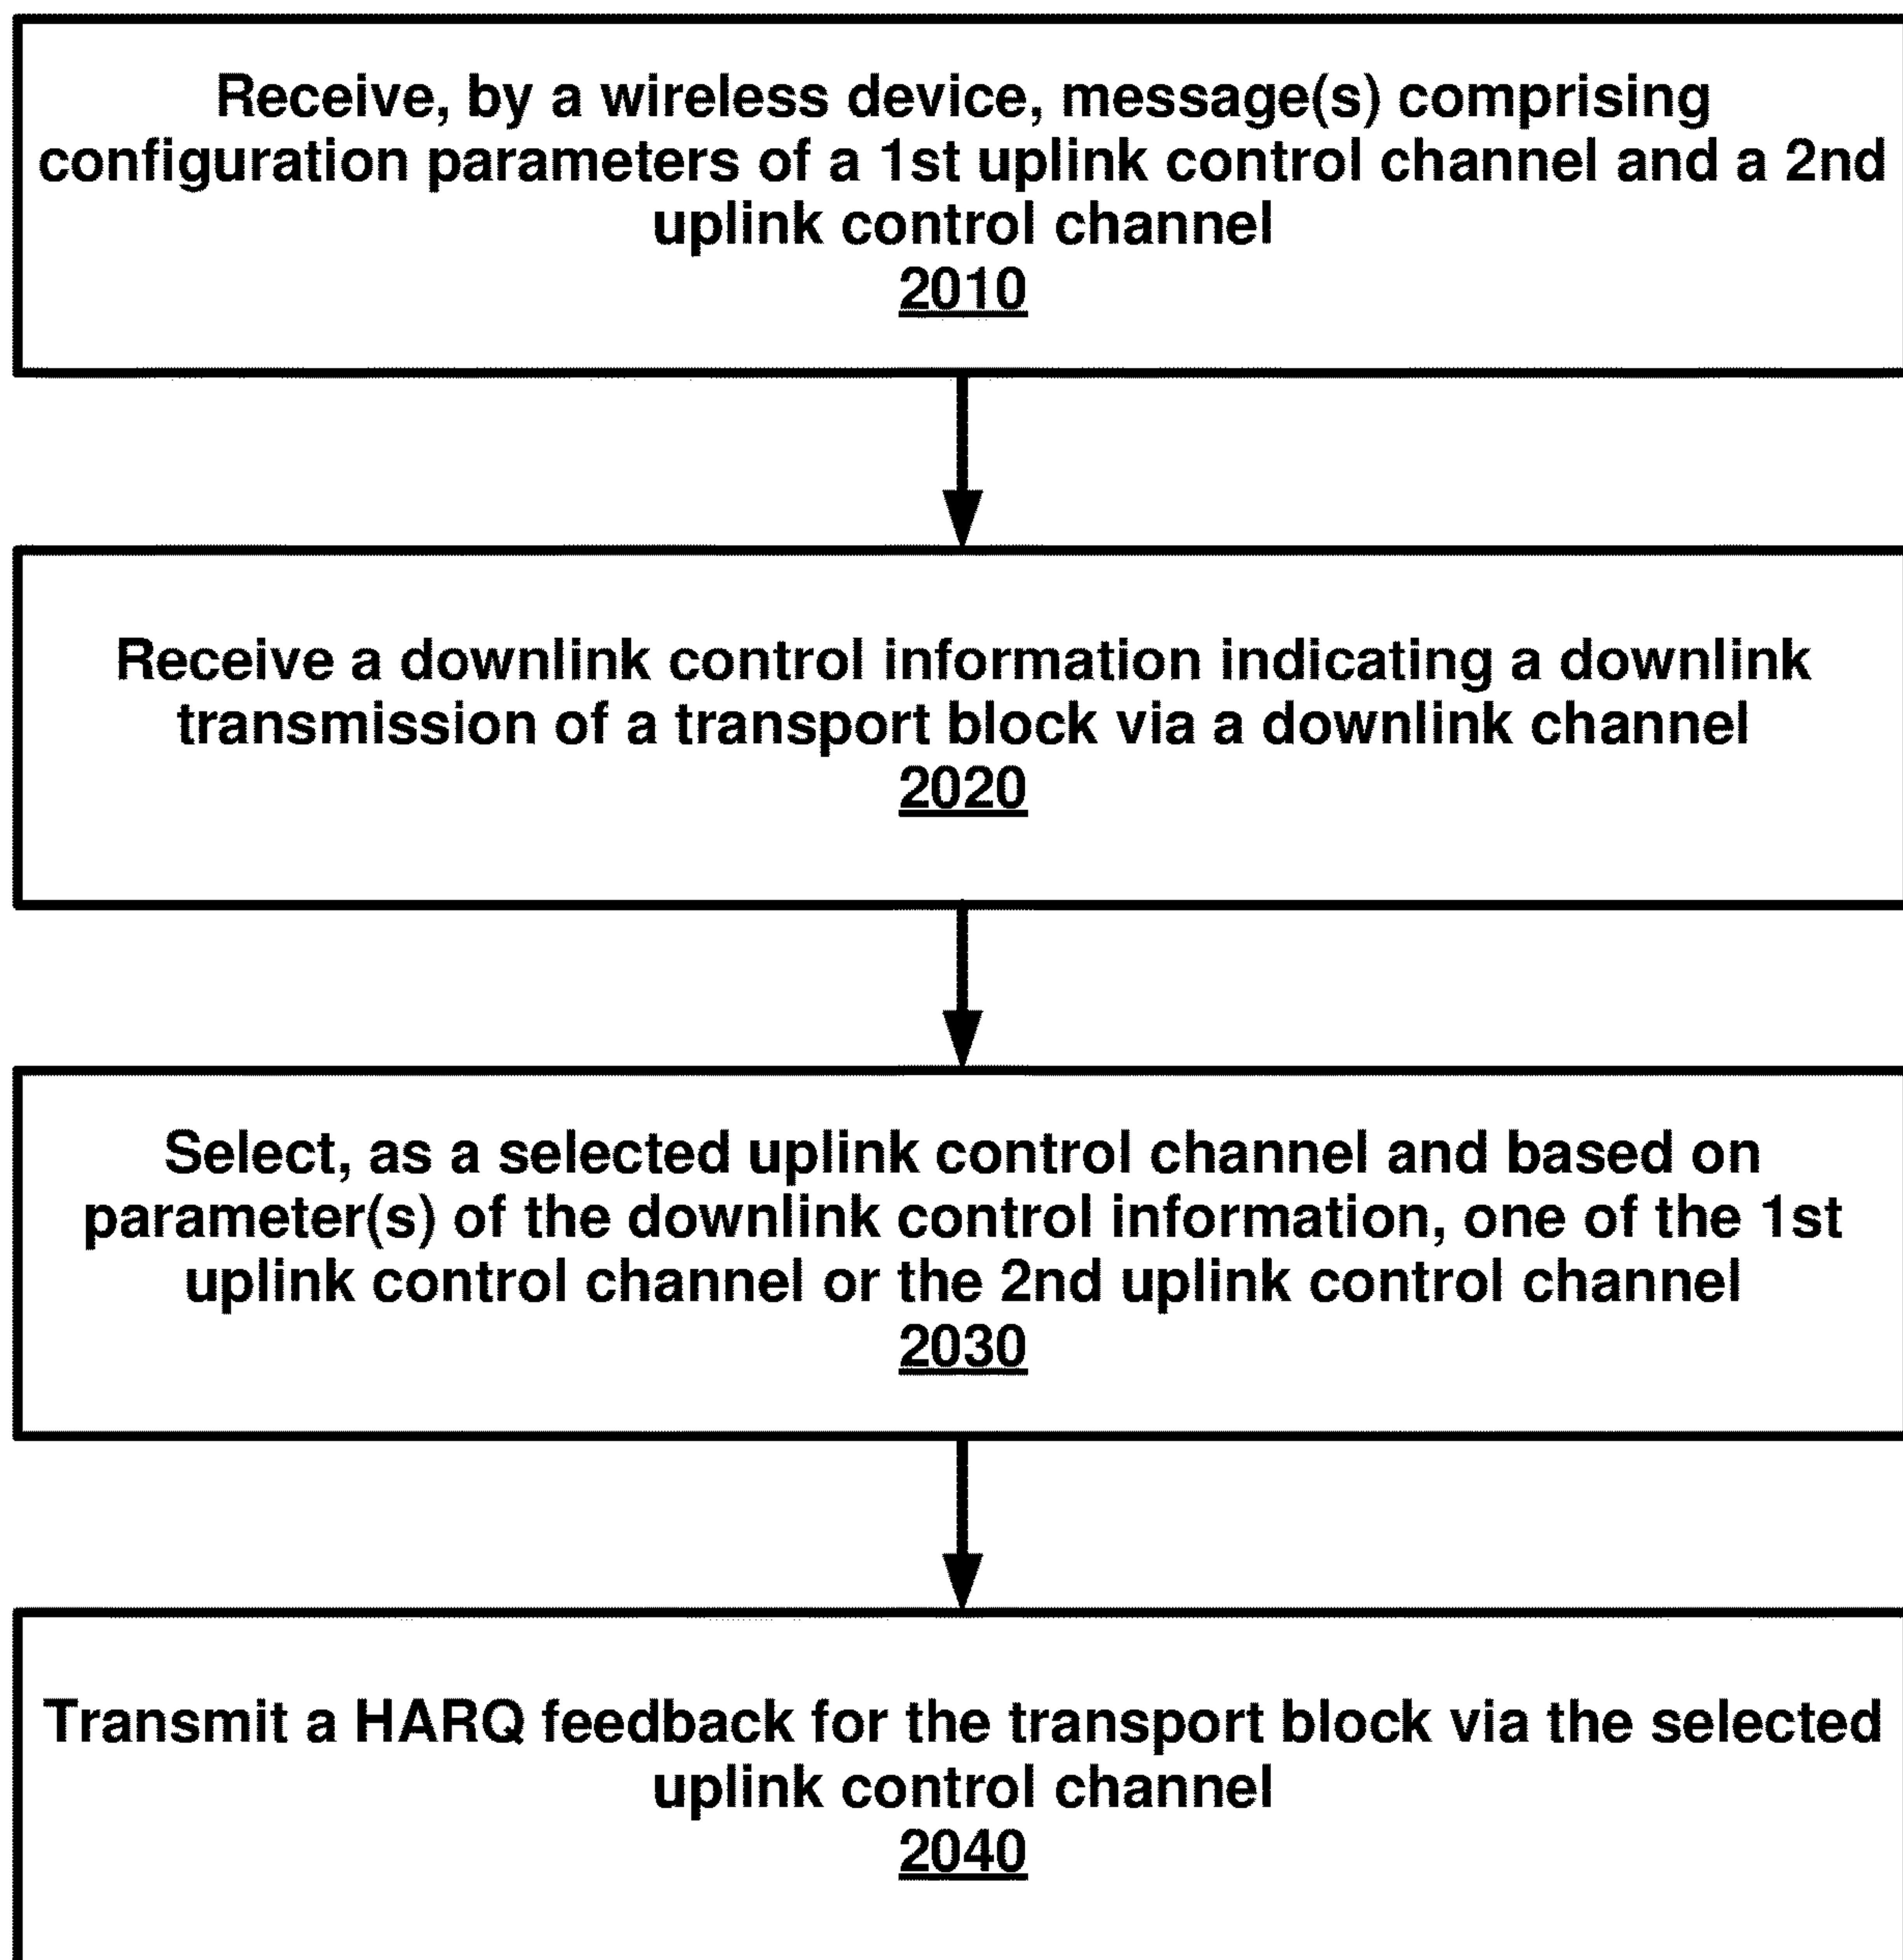 Receive, by a wireless device, message(s) comprising
configuration parameters of a 1st uplink control channel and a 2nd
uplink control channel
2010
Receive a downlink control information indicating a downlink
transmission of a transport block via a downlink channel
2020
Select, as a selected uplink control channel and based on
parameter(s) of the downlink control information, one of the 1st
uplink control channel or the 2nd uplink control channel
2030
Transmit a HARQ feedback for the transport block via the selected
uplink control channel
2040